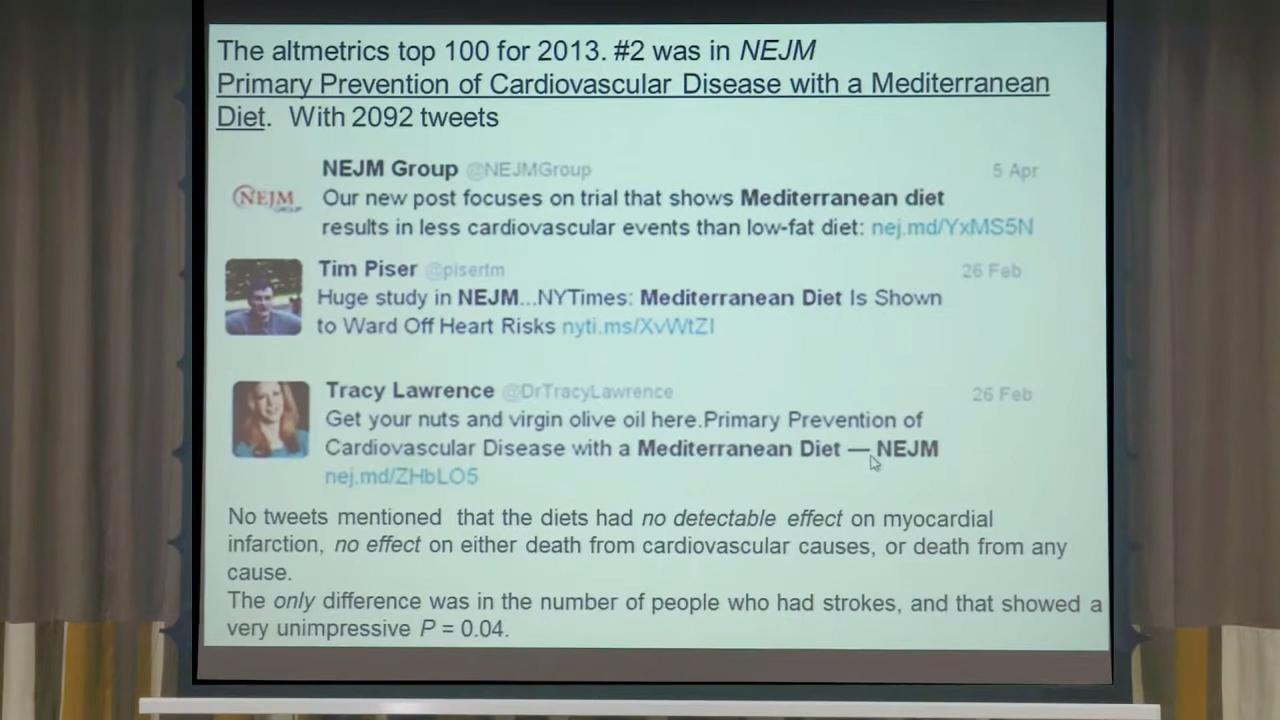 The altmetrics top 100 for 2013. #2 was in NEJM
Primary Prevention of Cardiovascular Disease with a Mediterranean
Diet. With 2092 tweets
NEJM Group @NEJMGroup 5 Apr
NEJM
GROUP
Our new post focuses on trial that shows Mediterranean diet
results in less cardiovascular events than low-fat diet: nej.md/YxMS5N
Tim Piser @pisertm 26 Feb
Huge study in NEJM...NYTimes: Mediterranean Diet Is Shown
to Ward Off Heart Risks nyti.ms/XvWtZI
Tracy Lawrence @DrTracyLawrence 26 Feb
Get your nuts and virgin olive oil here.Primary Prevention of
Cardiovascular Disease with a Mediterranean Diet — NEJM
nej.md/ZHbLO5
No tweets mentioned that the diets had no detectable effect on myocardial
infarction, no effect on either death from cardiovascular causes, or death from any
cause.
The only difference was in the number of people who had strokes, and that showed a
very unimpressive P = 0.04.